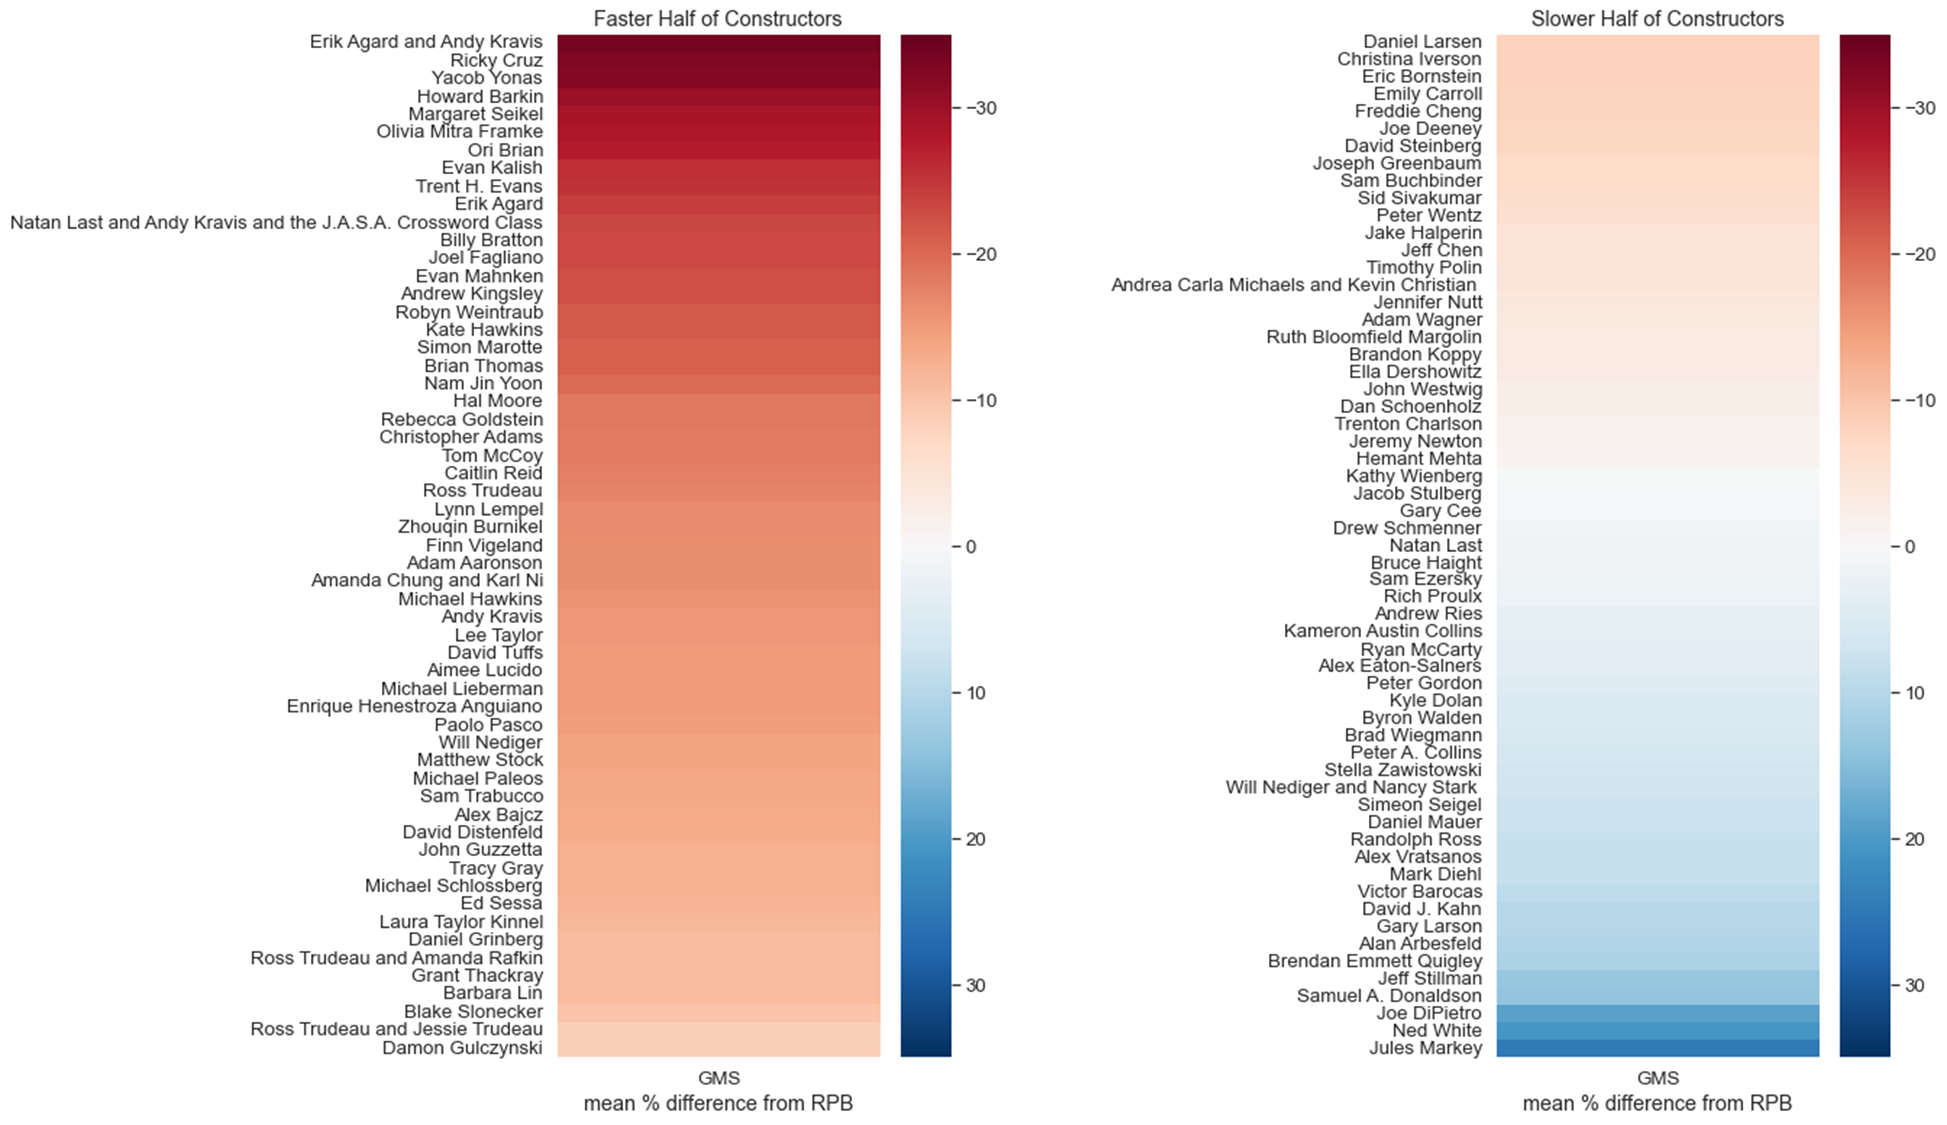 Faster Half of Constructors
Erik Agard and Andy Kravis
Ricky Cruz
Yacob Yonas
Howard Barkin
Margaret Seikel
Olivia Mitra Framke
Ori Brian
Evan Kalish
Trent H. Evans
Erik Agard
Natan Last and Andy Kravis and the J.A.S.A. Crossword Class
Billy Bratton
Joel Fagliano
Evan Mahnken
Andrew Kingsley
Robyn Weintraub
Kate Hawkins
Simon Marotte
Brian Thomas
Nam Jin Yoon
Hal Moore
Rebecca Goldstein
Christopher Adams
Tom McCoy
Caitlin Reid
Ross Trudeau
Lynn Lempel
Zhouqin Burnikel
Finn Vigeland
Adam Aaronson
Amanda Chung and Karl Ni
Michael Hawkins
Andy Kravis
Lee Taylor
David Tuffs
Aimee Lucido
Michael Lieberman
Enrique Henestroza Anguiano
Paolo Pasco
Will Nediger
Matthew Stock
Michael Paleos
Sam Trabucco
Alex Bajcz
David Distenfeld
John Guzzetta
Tracy Gray
Michael Schlossberg
Ed Sessa
Laura Taylor Kinnel
Daniel Grinberg
Ross Trudeau and Amanda Rafkin
Grant Thackray
Barbara Lin
Blake Slonecker
Ross Trudeau and Jessie Trudeau
Damon Gulczynski
GMS
mean % difference from RPB
−30
−20
−10
0
10
20
30
Slower Half of Constructors
Daniel Larsen
Christina Iverson
Eric Bornstein
Emily Carroll
Freddie Cheng
Joe Deeney
David Steinberg
Joseph Greenbaum
Sam Buchbinder
Sid Sivakumar
Peter Wentz
Jake Halperin
Jeff Chen
Timothy Polin
Andrea Carla Michaels and Kevin Christian
Jennifer Nutt
Adam Wagner
Ruth Bloomfield Margolin
Brandon Koppy
Ella Dershowitz
John Westwig
Dan Schoenholz
Trenton Charlson
Jeremy Newton
Hemant Mehta
Kathy Wienberg
Jacob Stulberg
Gary Cee
Drew Schmenner
Natan Last
Bruce Haight
Sam Ezersky
Rich Proulx
Andrew Ries
Kameron Austin Collins
Ryan McCarty
Alex Eaton-Salners
Peter Gordon
Kyle Dolan
Byron Walden
Brad Wiegmann
Peter A. Collins
Stella Zawistowski
Will Nediger and Nancy Stark
Simeon Seigel
Daniel Mauer
Randolph Ross
Alex Vratsanos
Mark Diehl
Victor Barocas
David J. Kahn
Gary Larson
Alan Arbesfeld
Brendan Emmett Quigley
Jeff Stillman
Samuel A. Donaldson
Joe DiPietro
Ned White
Jules Markey
GMS
mean % difference from RPB
−30
−20
−10
0
10
20
30